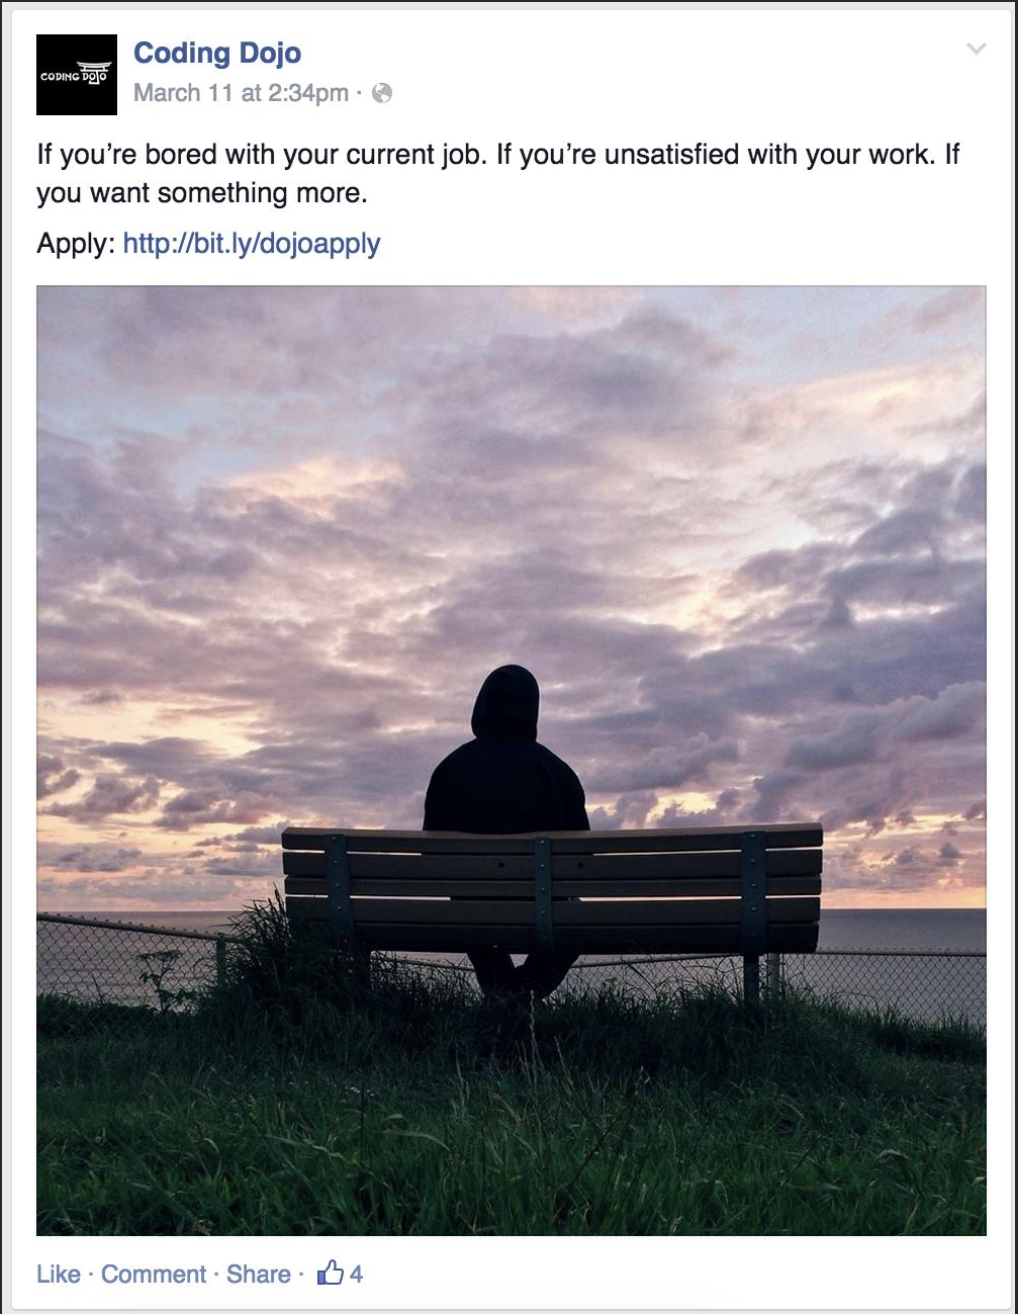 CODING DOJO
Coding Dojo
March 11 at 2:34pm ·
If you’re bored with your current job. If you’re unsatisfied with your work. If
you want something more.
Apply: http://bit.ly/dojoapply
Like · Comment · Share · 4